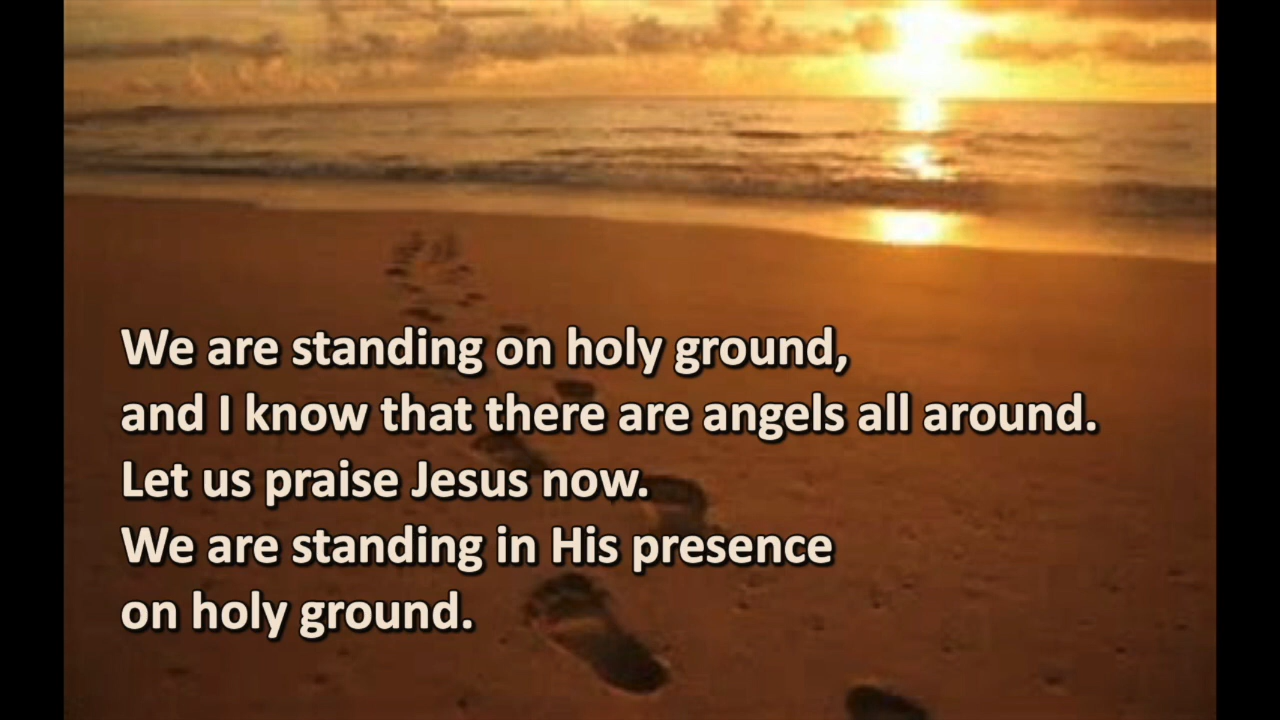 We are standing on holy ground,
and I know that there are angels all around.
Let us praise Jesus now.
We are standing in His presence
on holy ground.